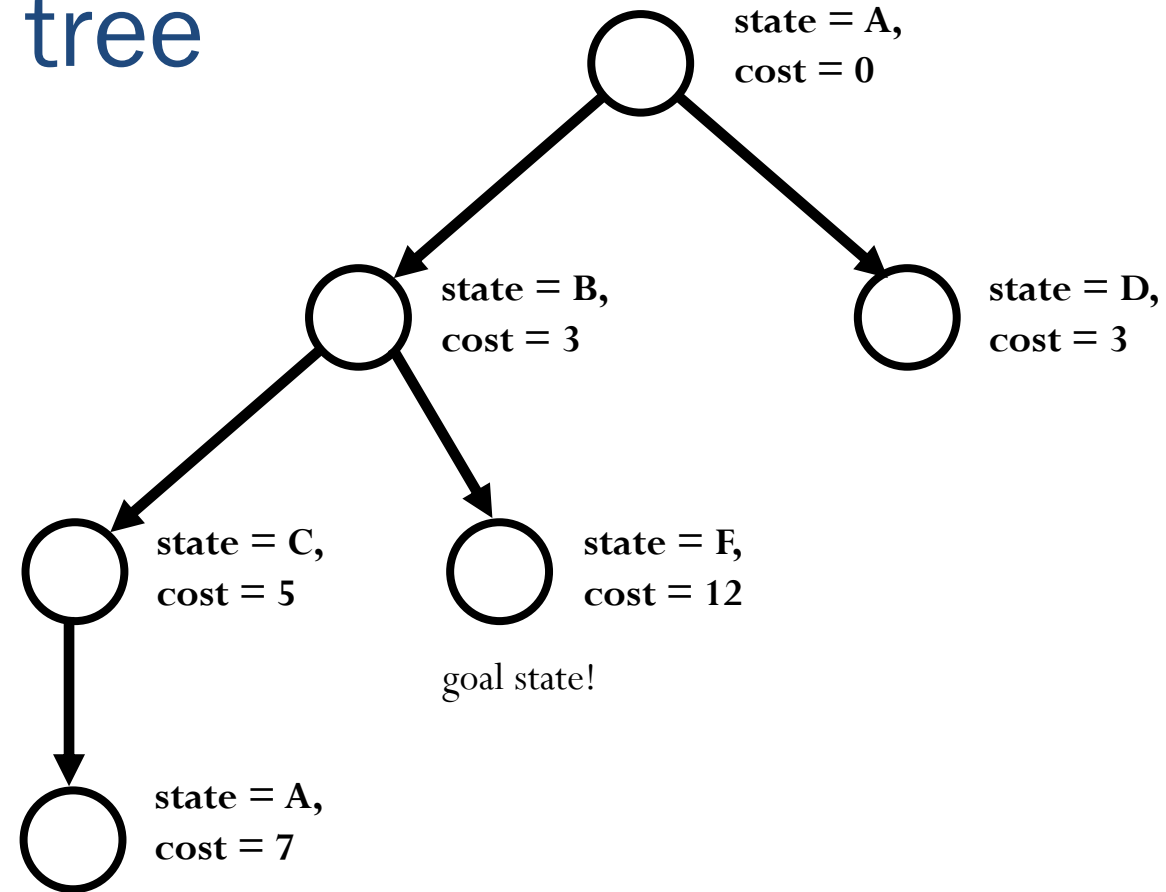 tree
state = A,
cost = 0
state = B,
cost = 3
state = D,
cost = 3
state = C,
cost = 5
state = F,
cost = 12
goal state!
state = A,
cost = 7